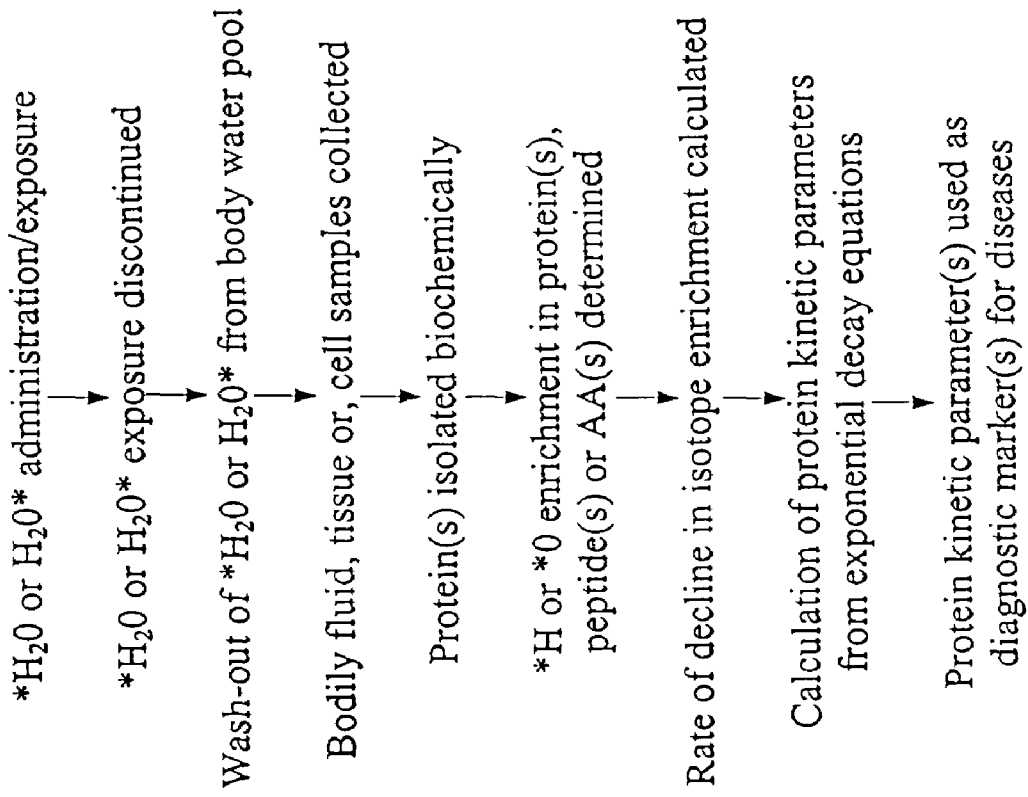 *H₂0 or H₂0* administration/exposure
*H₂0 or H₂0* exposure discontinued
Wash-out of *H₂0 or H₂0* from body water pool
Bodily fluid, tissue or, cell samples collected
Protein(s) isolated biochemically
*H or *0 enrichment in protein(s),
peptide(s) or AA(s) determined
Rate of decline in isotope enrichment calculated
Calculation of protein kinetic parameters
from exponential decay equations
Protein kinetic parameter(s) used as
diagnostic marker(s) for diseases